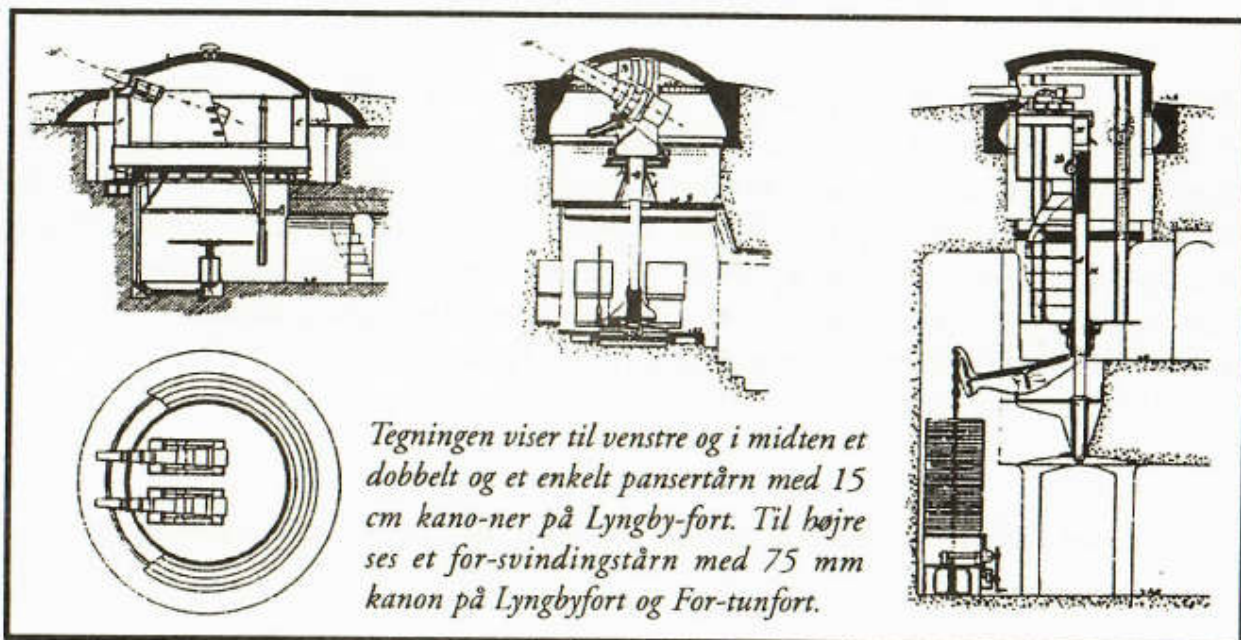 Tegningen viser til venstre og i midten et
dobbelt og et enkelt pansertårn med 15
cm kano-ner på Lyngby-fort. Til højre
ses et for-svindingstårn med 75 mm
kanon på Lyngbyfort og For-tunfort.